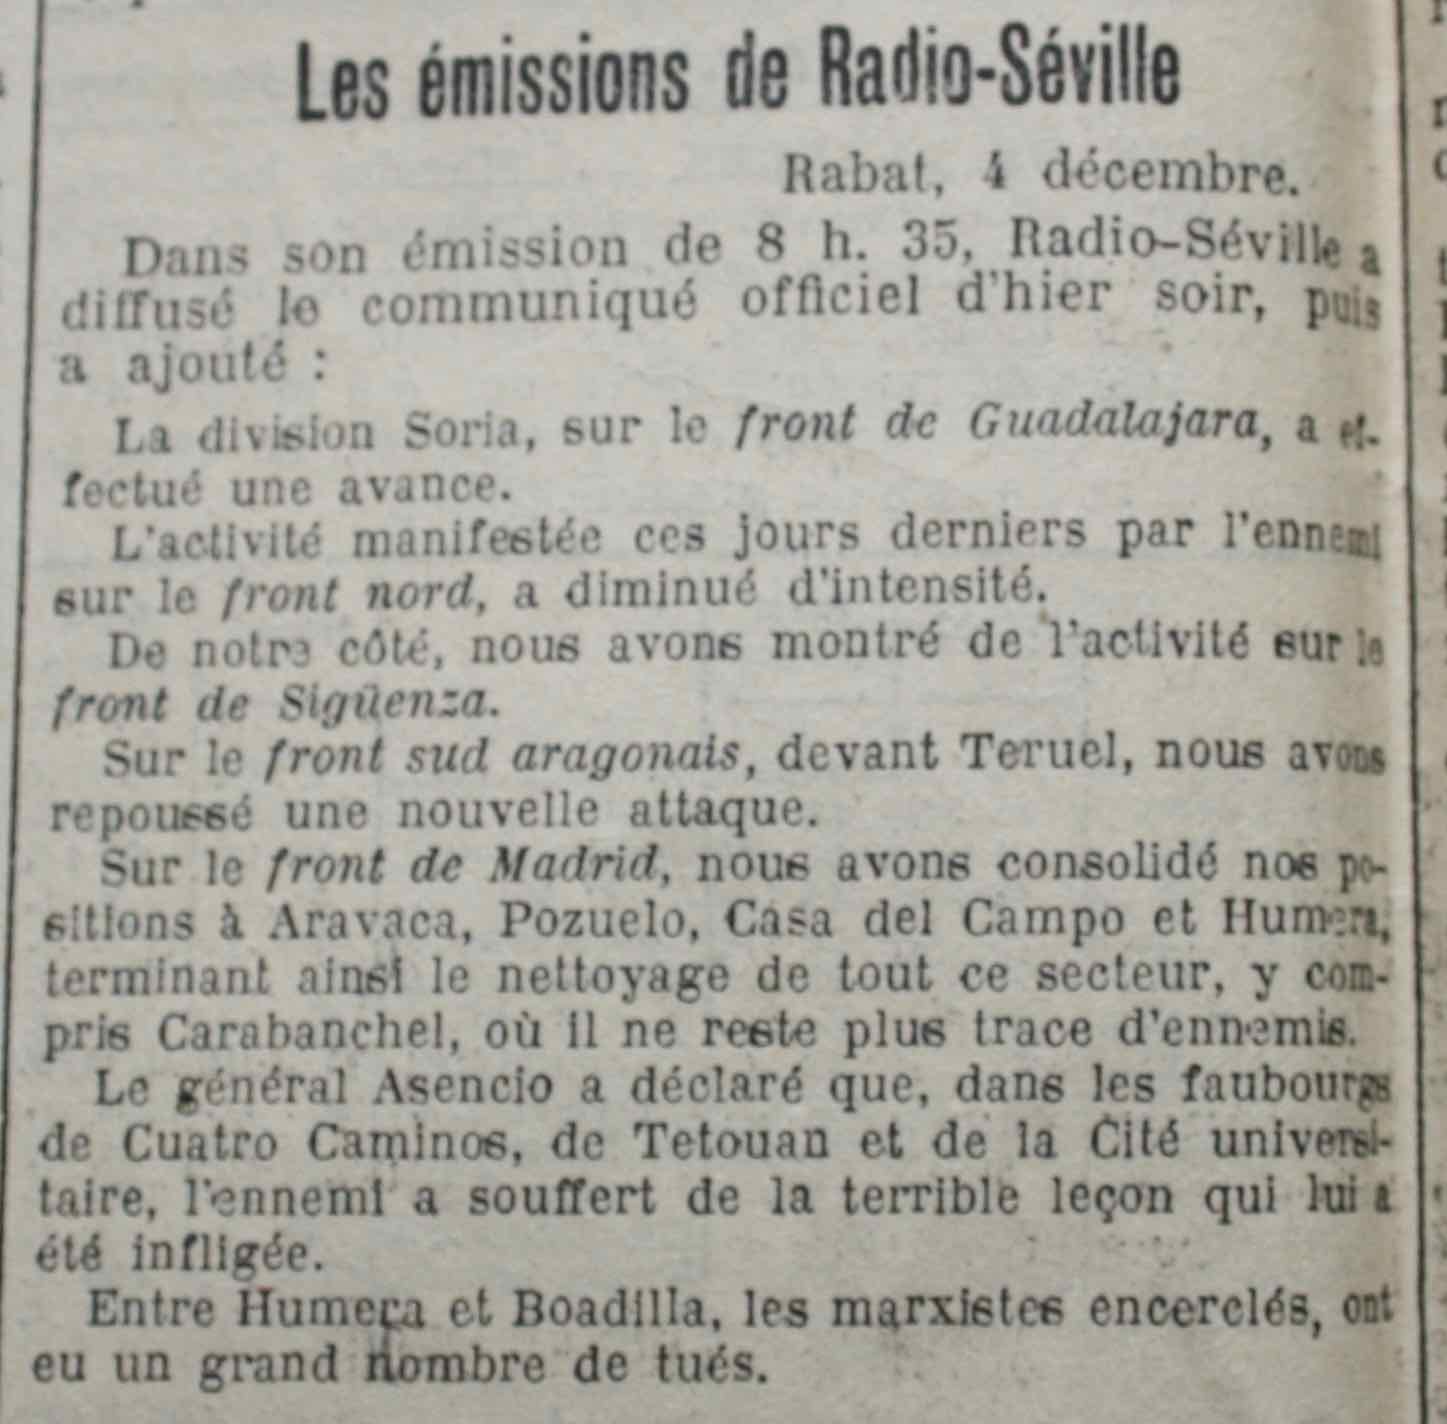 Les émissions de Radio-Séville
Rabat, 4 décembre.
Dans son émission de 8 h. 35, Radio-Séville a
diffusé le communiqué officiel d'hier soir, puis
a ajouté :
La division Soria, sur le front de Guadalajara, a ef-
fectué une avance.
L'activité manifestée ces jours derniers par l'ennemi
sur le front nord, a diminué d'intensité.
De notre côté, nous avons montré de l'activité sur le
front de Sigüenza.
Sur le front sud aragonais, devant Teruel, nous avons
repoussé une nouvelle attaque.
Sur le front de Madrid, nous avons consolidé nos po-
sitions à Aravaca, Pozuelo, Casa del Campo et Humera,
terminant ainsi le nettoyage de tout ce secteur, y com-
pris Carabanchel, où il ne reste plus trace d'ennemis.
Le général Asencio a déclaré que, dans les faubourgs
de Cuatro Caminos, de Tetouan et de la Cité universi-
taire, l'ennemi a souffert de la terrible leçon qui lui a
été infligée.
Entre Humera et Boadilla, les marxistes encerclés, ont
eu un grand nombre de tués.